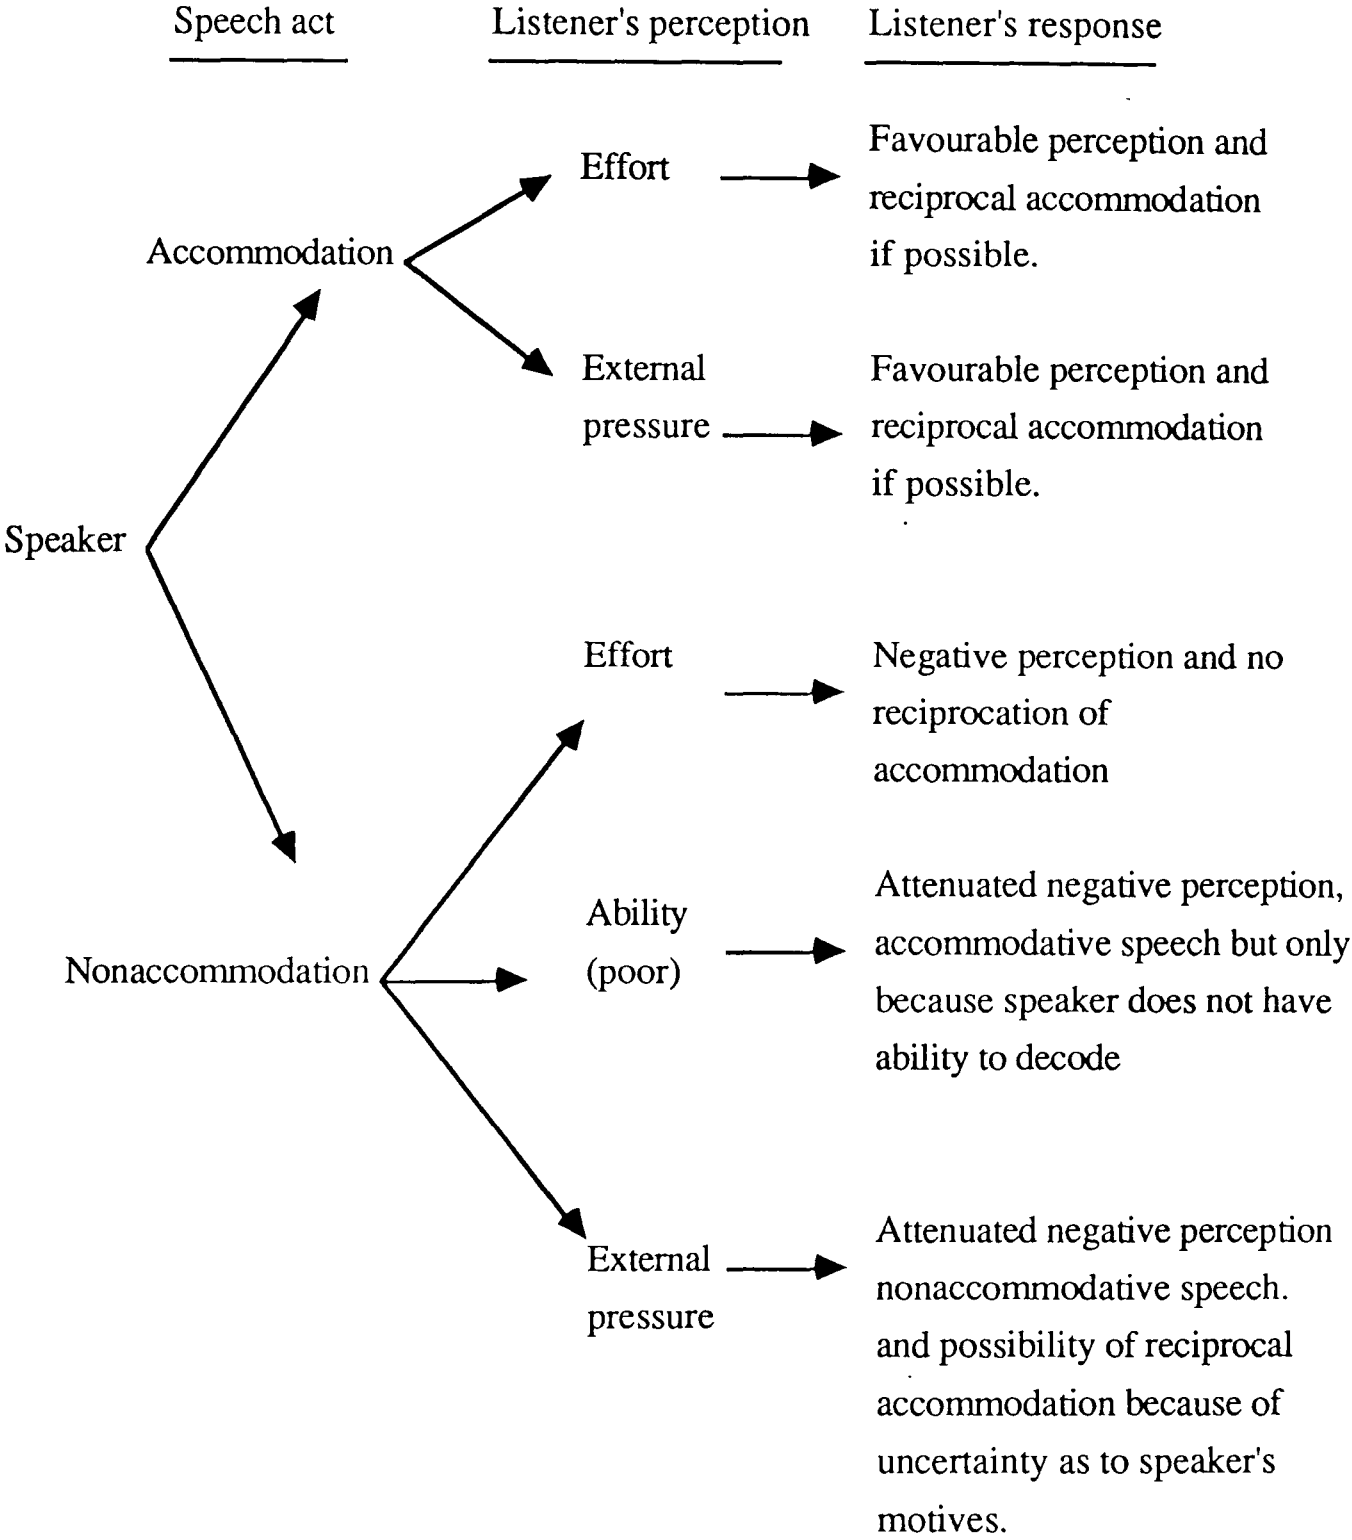 Speech act
Listener's perception
Listener's response
Effort
Favourable perception and
reciprocal accommodation
if possible.
Accommodation
External
pressure
Favourable perception and
reciprocal accommodation
if possible.
Speaker
Effort
Negative perception and no
reciprocation of
accommodation
Nonaccommodation
Ability
(poor)
Attenuated negative perception,
accommodative speech but only
because speaker does not have
ability to decode
External
pressure
Attenuated negative perception
nonaccommodative speech.
and possibility of reciprocal
accommodation because of
uncertainty as to speaker's
motives.